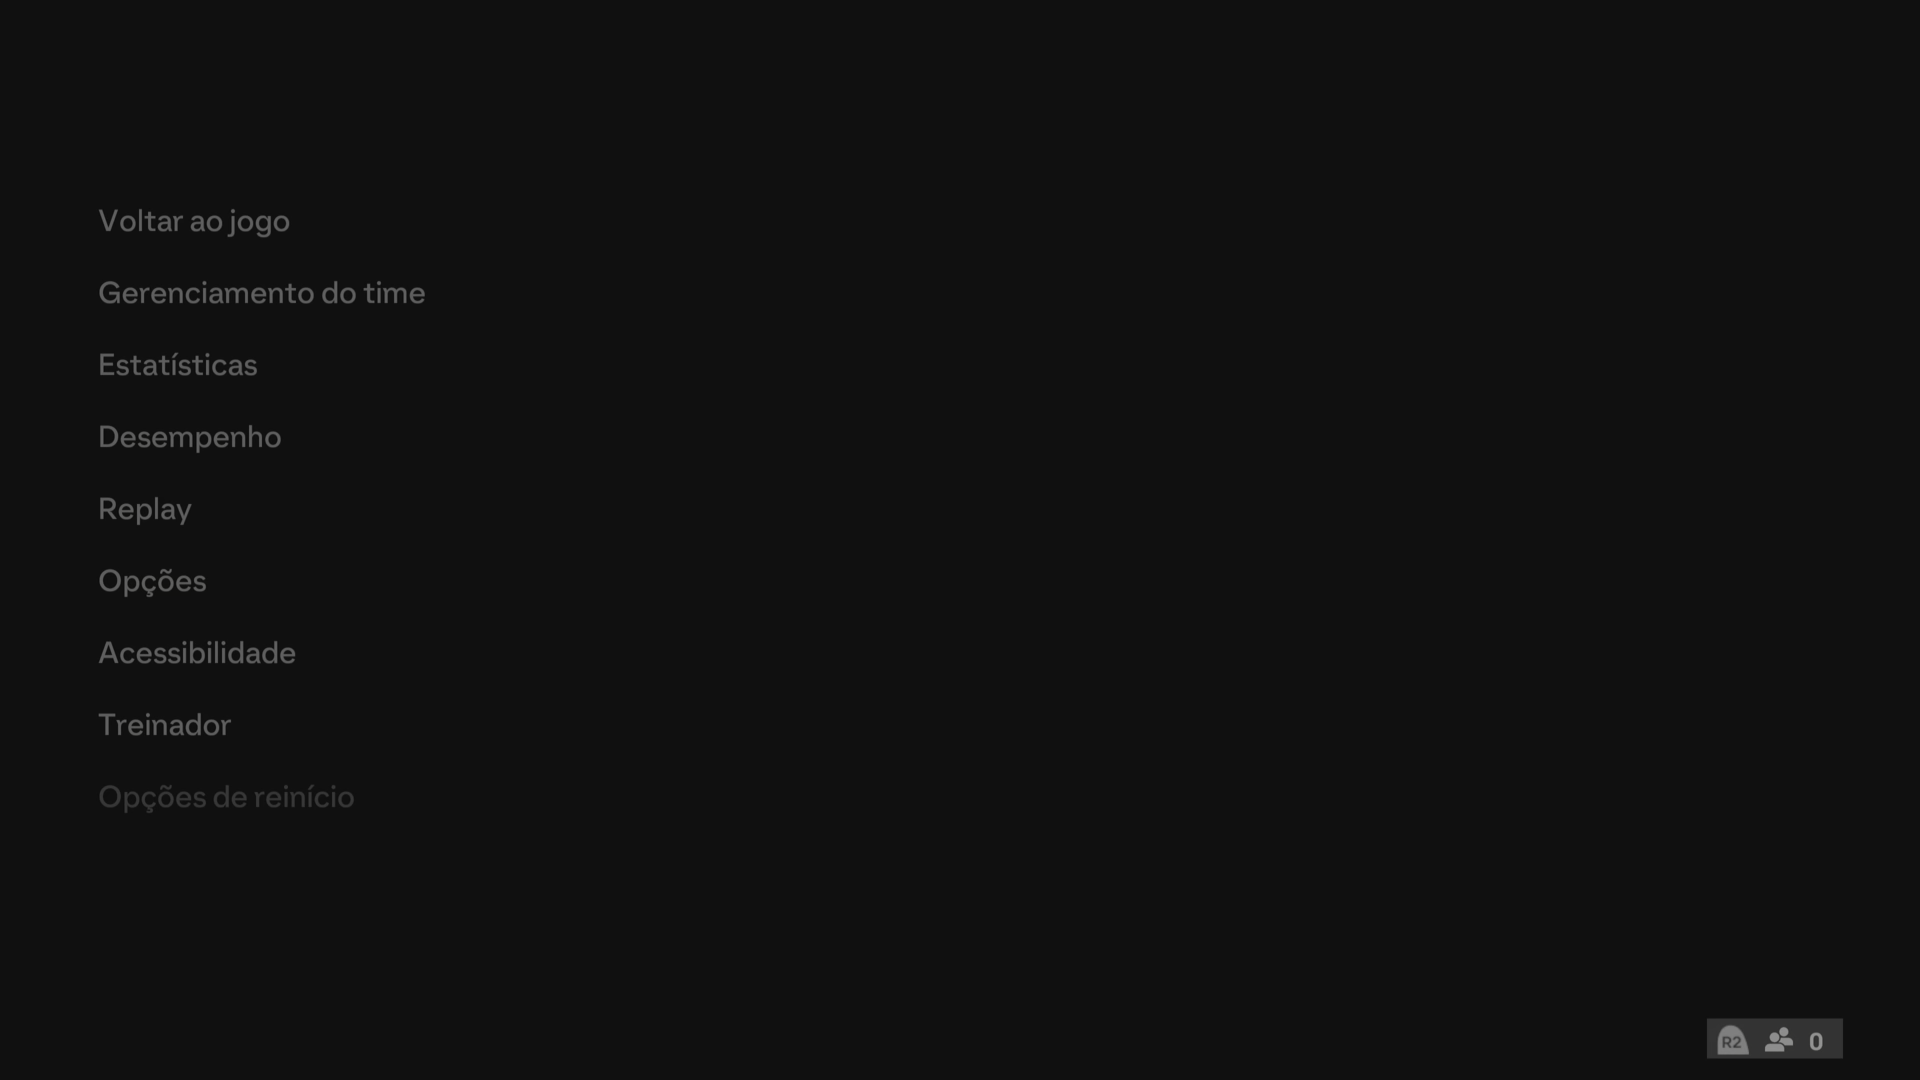 Voltar ao jogo
Gerenciamento do time
Estatísticas
Desempenho
Replay
Opções
Acessibilidade
Treinador
Opções de reinício
R2 0